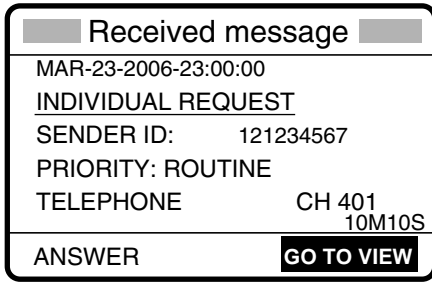 Received message
MAR-23-2006-23:00:00
INDIVIDUAL REQUEST
SENDER ID: 121234567
PRIORITY: ROUTINE
TELEPHONE CH 401
10M10S
ANSWER GO TO VIEW